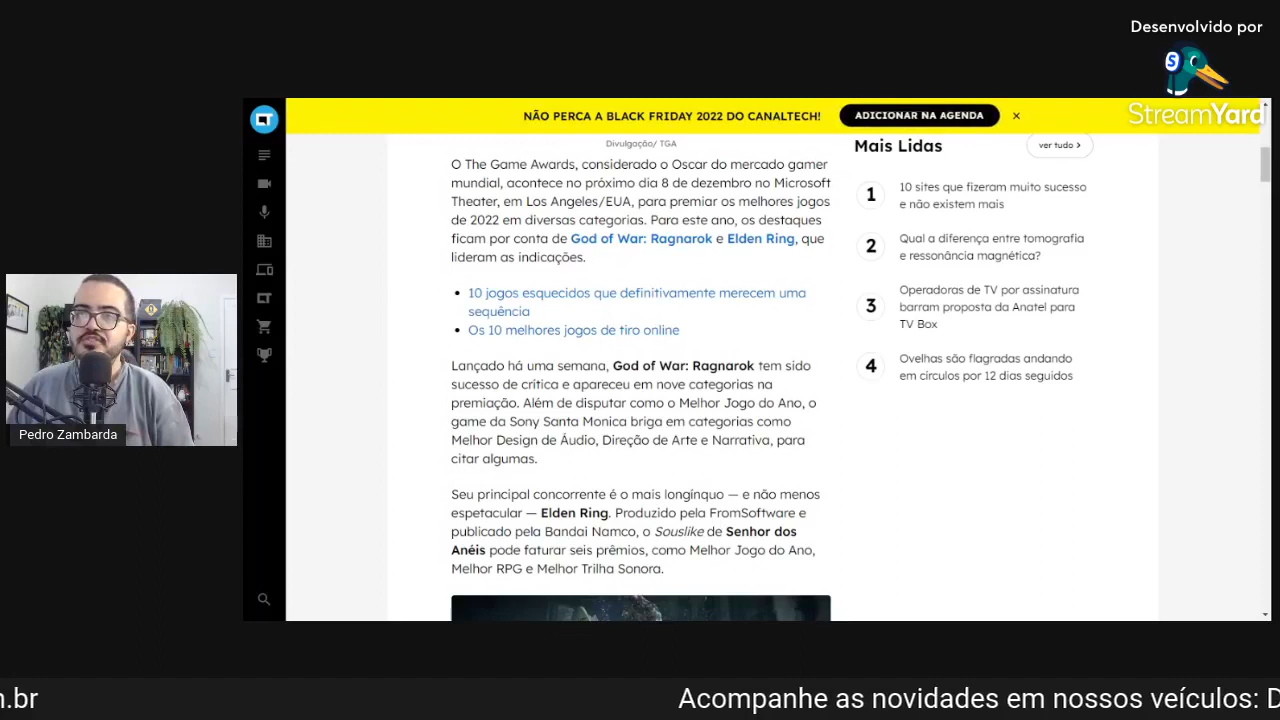 Desenvolvido por
StreamYard
NÃO PERCA A BLACK FRIDAY 2022 DO CANALTECH!
ADICIONAR NA AGENDA
Divulgação/ TGA
O The Game Awards, considerado o Oscar do mercado gamer
mundial, acontece no próximo dia 8 de dezembro no Microsoft
Theater, em Los Angeles/EUA, para premiar os melhores jogos
de 2022 em diversas categorias. Para este ano, os destaques
ficam por conta de God of War: Ragnarok e Elden Ring, que
lideram as indicações.
10 jogos esquecidos que definitivamente merecem uma
sequência
Os 10 melhores jogos de tiro online
Lançado há uma semana, God of War: Ragnarok tem sido
sucesso de crítica e apareceu em nove categorias na
premiação. Além de disputar como o Melhor Jogo do Ano, o
game da Sony Santa Monica briga em categorias como
Melhor Design de Áudio, Direção de Arte e Narrativa, para
citar algumas.
Seu principal concorrente é o mais longínquo — e não menos
espetacular — Elden Ring. Produzido pela FromSoftware e
publicado pela Bandai Namco, o Souslike de Senhor dos
Anéis pode faturar seis prêmios, como Melhor Jogo do Ano,
Melhor RPG e Melhor Trilha Sonora.
Mais Lidas
ver tudo
1
10 sites que fizeram muito sucesso
e não existem mais
2
Qual a diferença entre tomografia
e ressonância magnética?
3
Operadoras de TV por assinatura
barram proposta da Anatel para
TV Box
4
Ovelhas são flagradas andando
em círculos por 12 dias seguidos
Pedro Zambarda
n.br
Acompanhe as novidades em nossos veículos: D